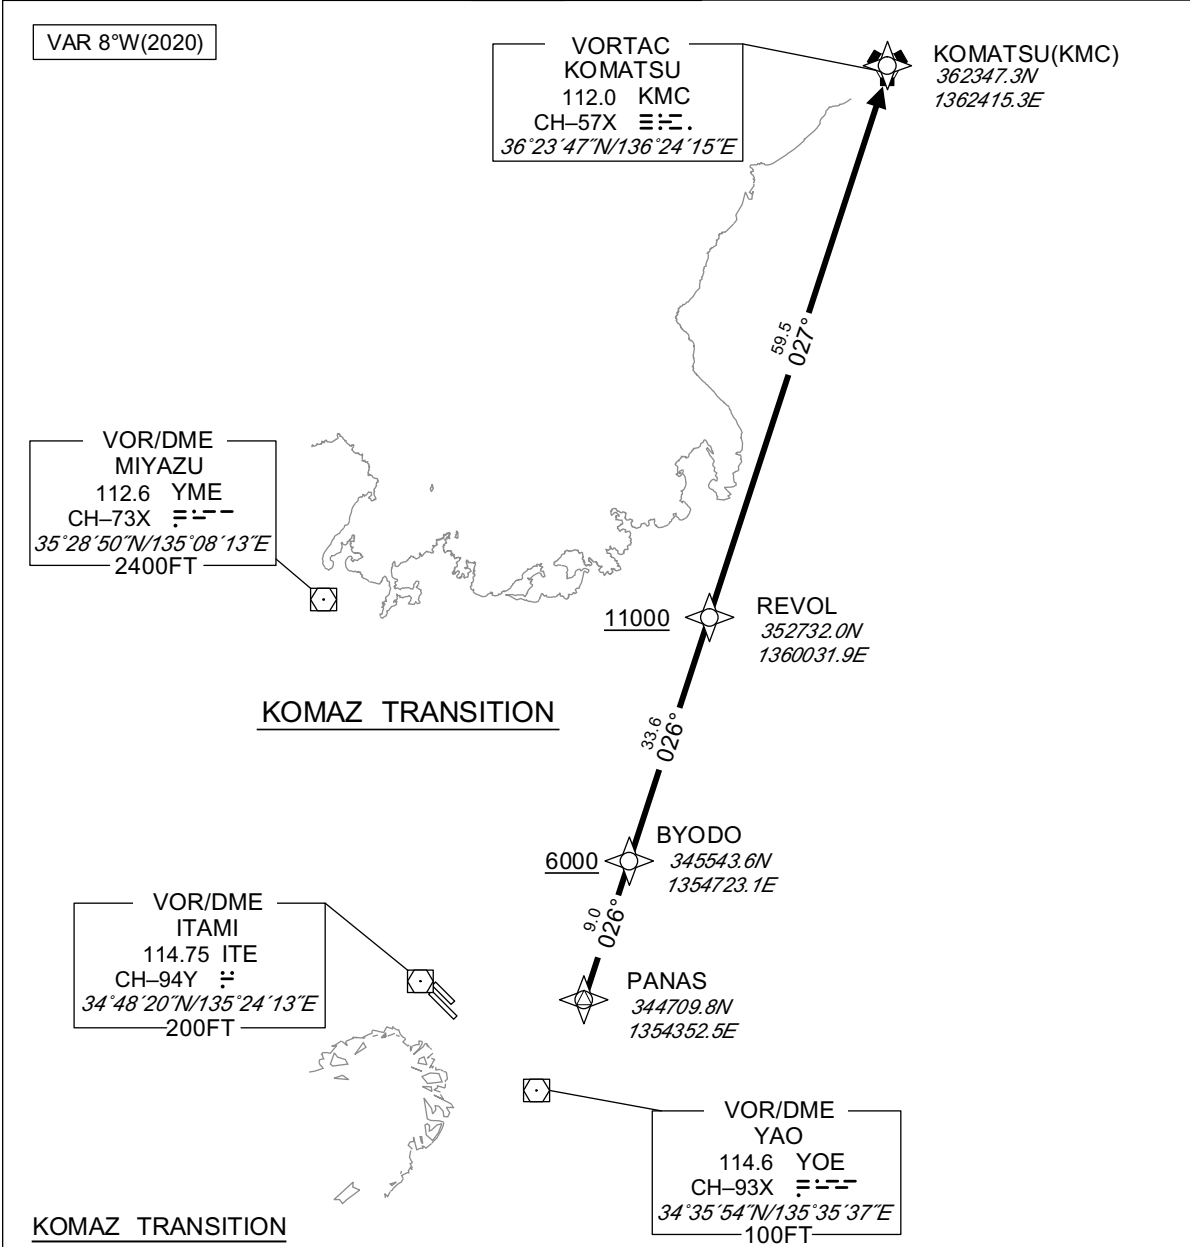 VAR 8°W(2020)
VORTAC
KOMATSU
112.0 KMC
CH–57X
36°23′47″N/136°24′15″E
KOMATSU(KMC)
362347.3N
1362415.3E
59.5
027°
VOR/DME
MIYAZU
112.6 YME
CH–73X
35°28′50″N/135°08′13″E
2400FT
11000
REVOL
352732.0N
1360031.9E
KOMAZ TRANSITION
33.6
026°
6000
BYODO
345543.6N
1354723.1E
9.0
026°
VOR/DME
ITAMI
114.75 ITE
CH–94Y
34°48′20″N/135°24′13″E
200FT
PANAS
344709.8N
1354352.5E
VOR/DME
YAO
114.6 YOE
CH–93X
34°35′54″N/135°35′37″E
100FT
KOMAZ TRANSITION